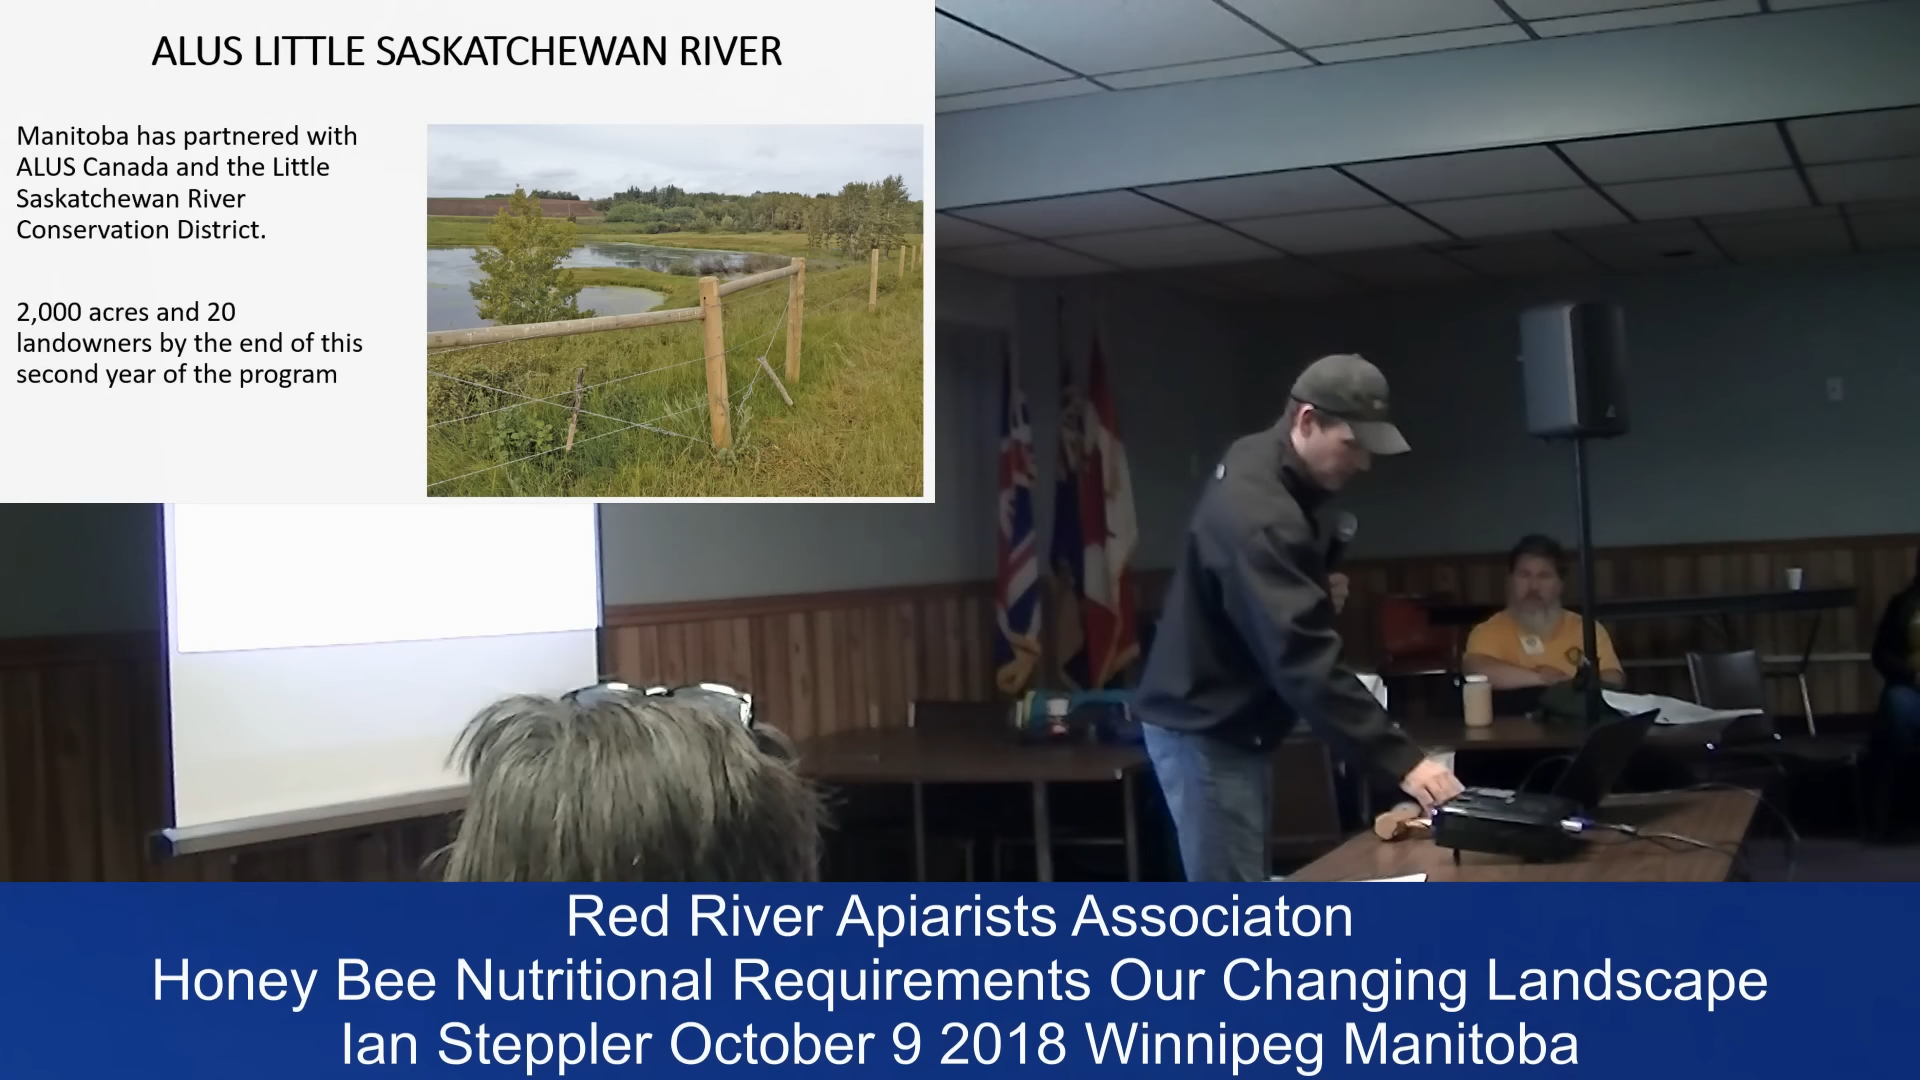 ALUS LITTLE SASKATCHEWAN RIVER
Manitoba has partnered with
ALUS Canada and the Little
Saskatchewan River
Conservation District.
2,000 acres and 20
landowners by the end of this
second year of the program
Red River Apiarists Associaton
Honey Bee Nutritional Requirements Our Changing Landscape
Ian Steppler October 9 2018 Winnipeg Manitoba